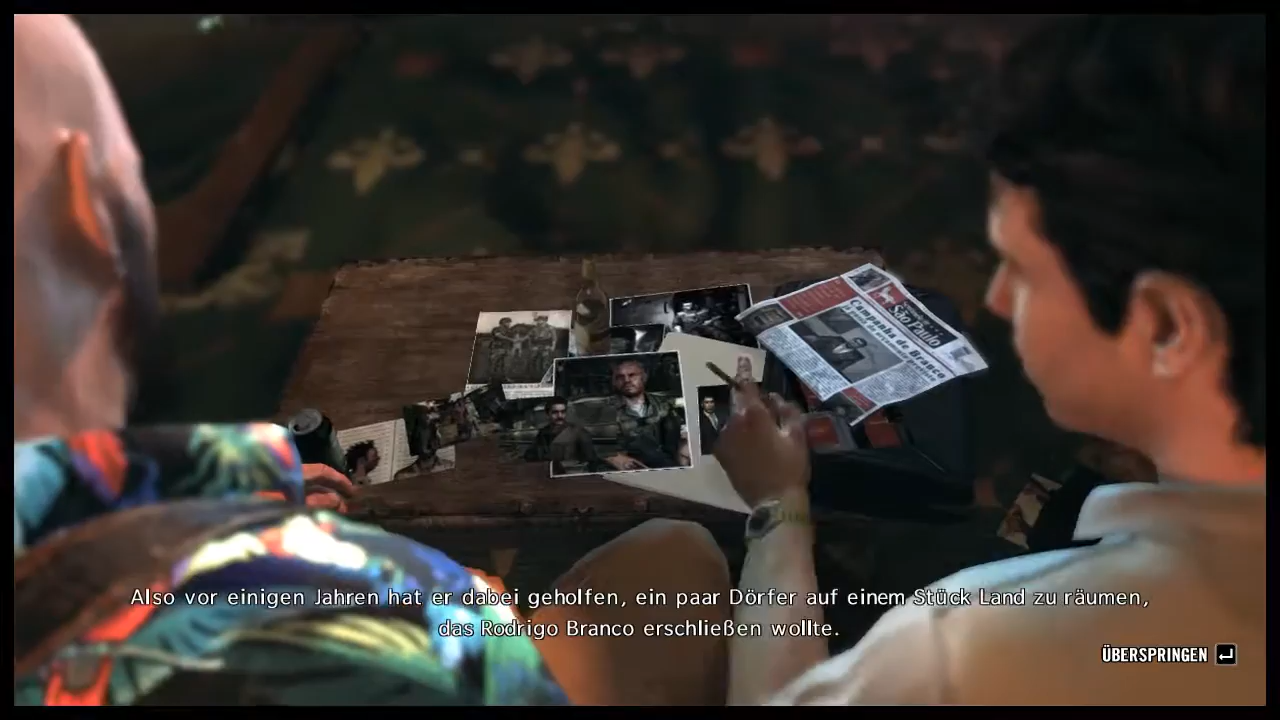 São Paulo
Campanha de Branco
Also vor einigen Jahren hat er dabei geholfen, ein paar Dörfer auf einem Stück Land zu räumen,
das Rodrigo Branco erschließen wollte.
ÜBERSPRINGEN